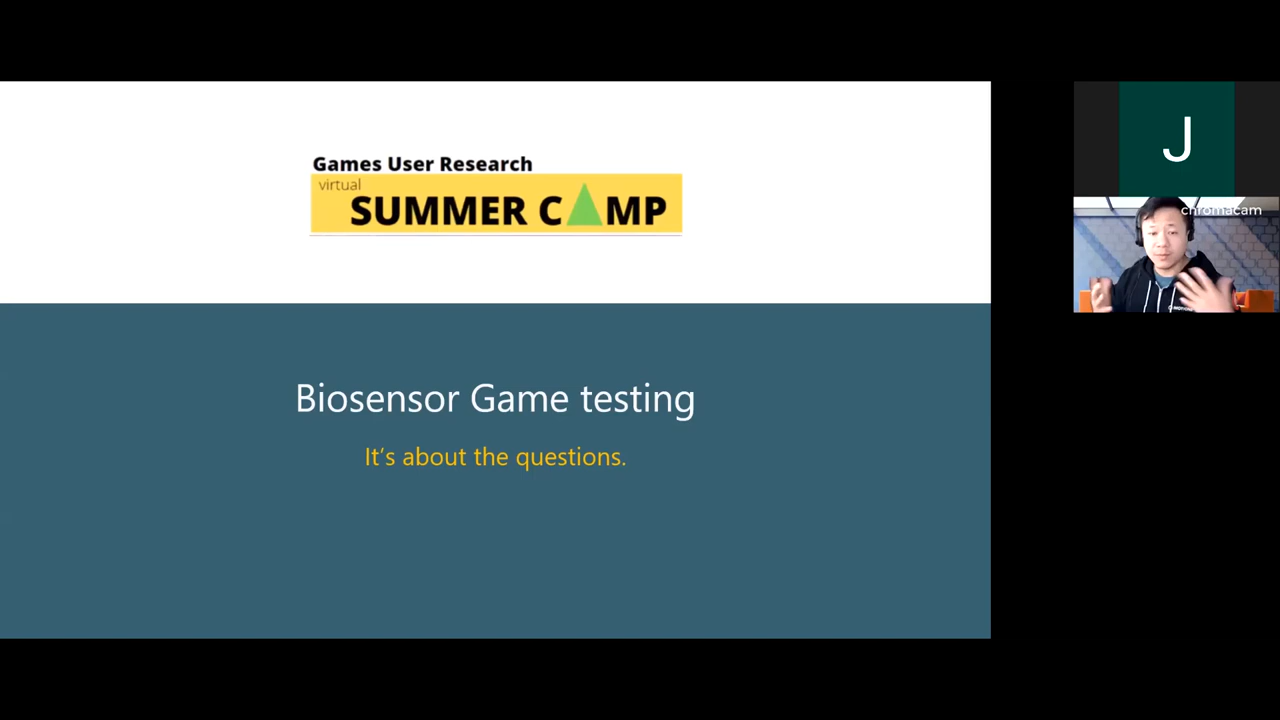 Games User Research
virtual
SUMMER CAMP
Biosensor Game testing
It's about the questions.
J
chromacam